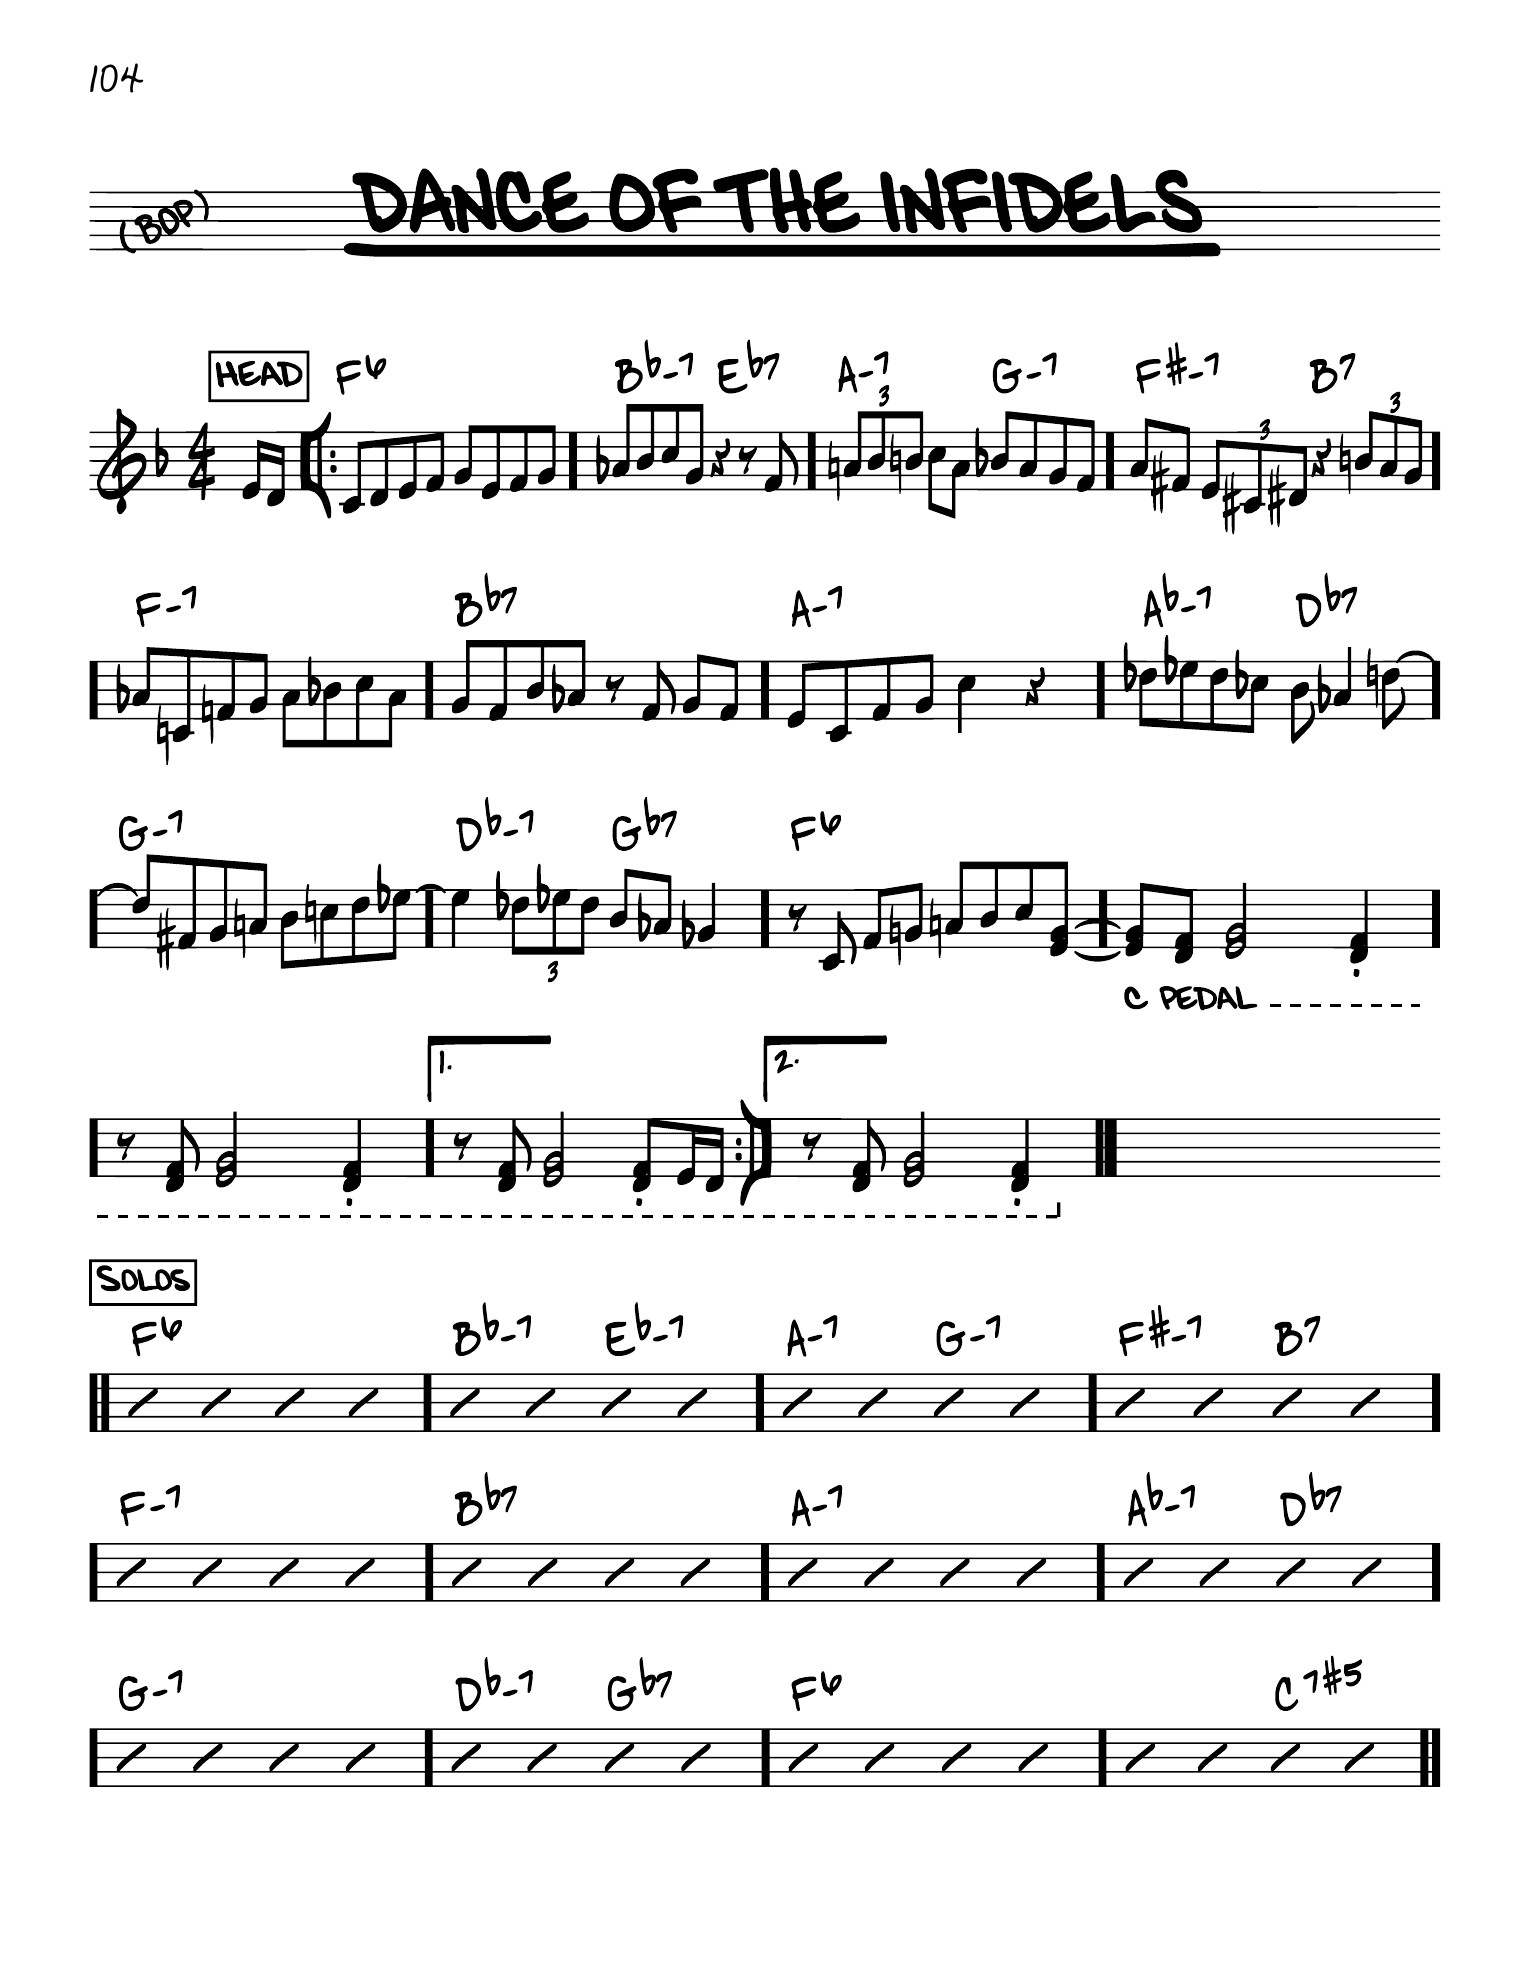 104
(BOP) DANCE OF THE INFIDELS
HEAD F6 Bb-7 Eb7 A-7 G-7 F#-7 B7
3 3 3
4
4
F-7 Bb7 A-7 Ab-7 Db7
G-7 Db-7 Gb7 F6
3
C PEDAL
1. 2.
SOLOS
F6 Bb-7 Eb-7 A-7 G-7 F#-7 B7
F-7 Bb7 A-7 Ab-7 Db7
G-7 Db-7 Gb7 F6 C7#5